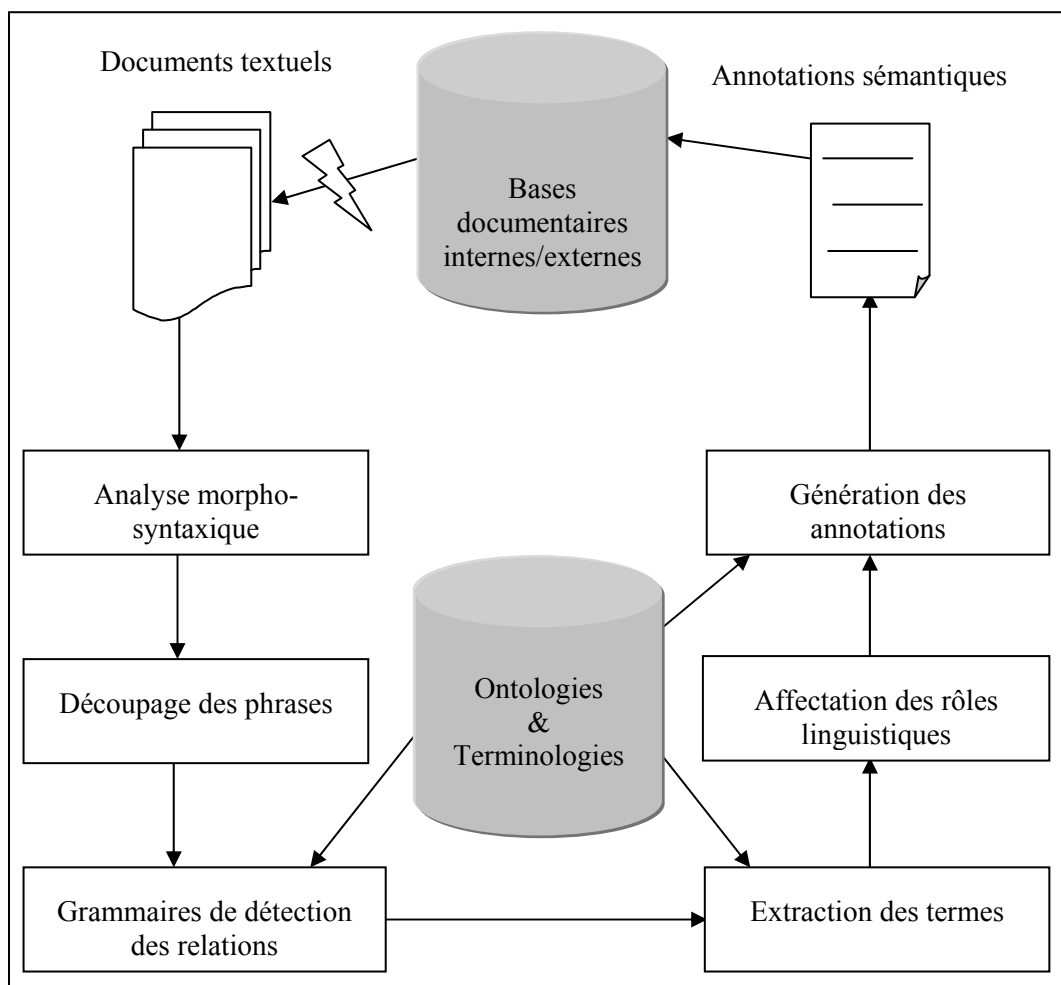 Documents textuels
Annotations sémantiques
Bases
documentaires
internes/externes
Analyse morpho-
syntaxique
Génération des
annotations
Découpage des phrases
Ontologies
&
Terminologies
Affectation des rôles
linguistiques
Grammaires de détection
des relations
Extraction des termes